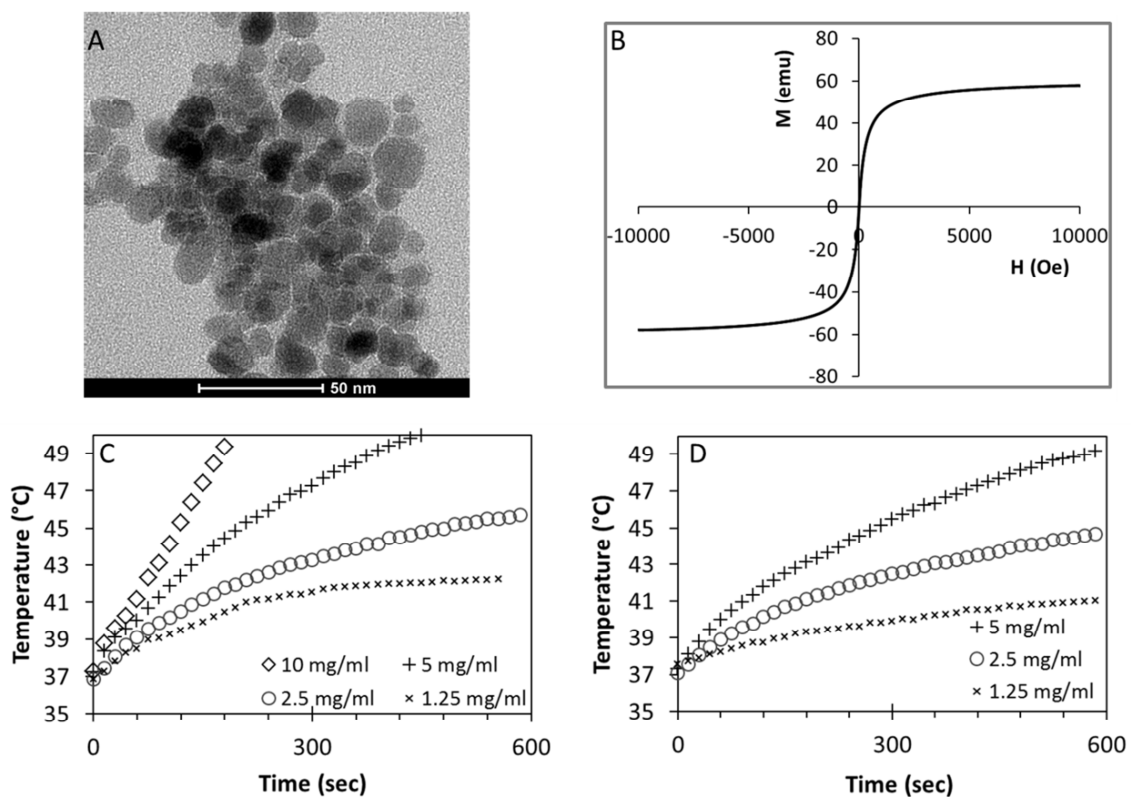 A
50 nm
B
M (emu)
80
60
40
20
0
-20
-40
-60
-80
-10000 -5000 0 5000 10000
H (Oe)
C
Temperature (°C)
49
47
45
43
41
39
37
35
10 mg/ml 5 mg/ml
2.5 mg/ml 1.25 mg/ml
0 300 600
Time (sec)
D
Temperature (°C)
49
47
45
43
41
39
37
35
5 mg/ml
2.5 mg/ml
1.25 mg/ml
0 300 600
Time (sec)